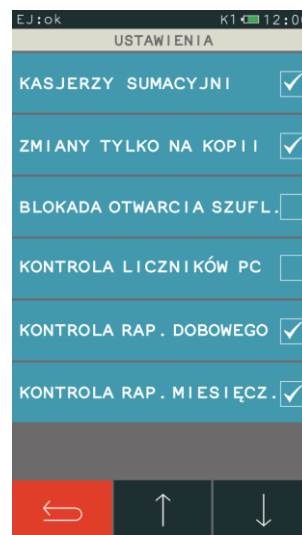 EJ:ok K1 12:0
USTAWIENIA
KASJERZY SUMACYJNI
ZMIANY TYLKO NA KOPII
BLOKADA OTWARCIA SZUFL.
KONTROLA LICZNIKÓW PC
KONTROLA RAP. DOBOWEGO
KONTROLA RAP. MIESIĘCZ.